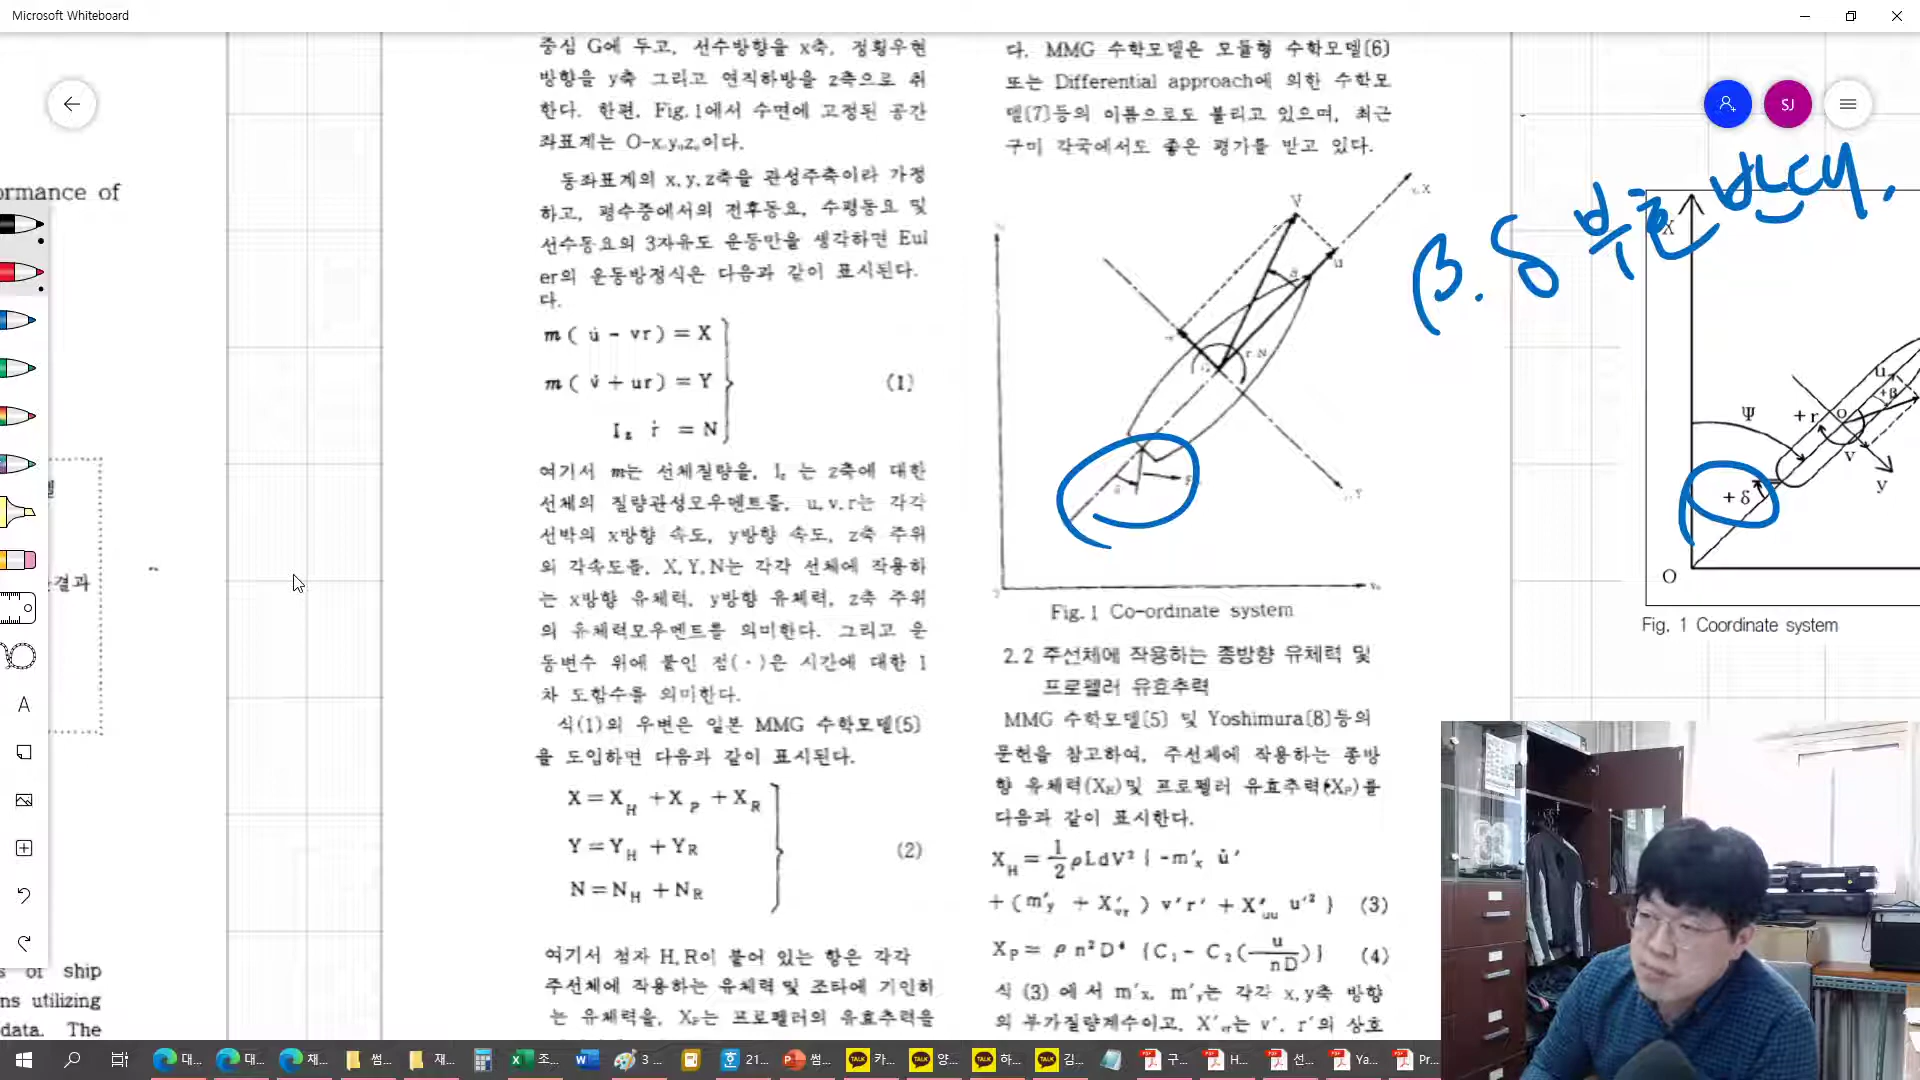 Microsoft Whiteboard
ormance of
결과
s of ship
ns utilizing
data. The
중심 G에 두고, 선수방향을 x축, 정횡우현
방향을 y축 그리고 연직하방을 z축으로 취
한다. 한편, Fig.1에서 수면에 고정된 공간
좌표계는 O-x₀y₀z₀이다.
동좌표계의 x, y, z축을 관성주축이라 가정
하고, 평수중에서의 전후동요, 수평동요 및
선수동요의 3자유도 운동만을 생각하면 Eul
er의 운동방정식은 다음과 같이 표시된다.
다.
m ( u̇ - vr ) = X
m ( v̇ + ur ) = Y (1)
I_z ṙ = N
여기서 m는 선체질량을, I_z 는 z축에 대한
선체의 질량관성모우멘트를, u, v, r는 각각
선박의 x방향 속도, y방향 속도, z축 주위
의 각속도를, X, Y, N는 각각 선체에 작용하
는 x방향 유체력, y방향 유체력, z축 주위
의 유체력모우멘트를 의미한다. 그리고 운
동변수 위에 붙인 점(·)은 시간에 대한 1
차 도함수를 의미한다.
식(1)의 우변은 일본 MMG 수학모델[5]
을 도입하면 다음과 같이 표시된다.
X = X_H + X_P + X_R
Y = Y_H + Y_R (2)
N = N_H + N_R
여기서 첨자 H, R이 붙어 있는 항은 각각
주선체에 작용하는 유체력 및 조타에 기인하
는 유체력을, X_P는 프로펠러의 유효추력을
다. MMG 수학모델은 모듈형 수학모델[6]
또는 Differential approach에 의한 수학모
델[7]등의 이름으로도 불리고 있으며, 최근
구미 각국에서도 좋은 평가를 받고 있다.
V
X
u
r N
Y
Fig. 1 Co-ordinate system
2.2 주선체에 작용하는 종방향 유체력 및
프로펠러 유효추력
MMG 수학모델[5] 및 Yoshimura[8]등의
문헌을 참고하여, 주선체에 작용하는 종방
향 유체력(X_H)및 프로펠러 유효추력(X_P)를
다음과 같이 표시한다.
X_H = 1/2 ρLdV² { -m'_x u̇'
+ (m'_y + X'_vr ) v'r' + X'_uu u'² } (3)
X_P = ρ n² D⁴ {C₁ - C₂( u/nD )} (4)
식 (3) 에서 m'_x, m'_y는 각각 x, y축 방향
의 부가질량계수이고, X'_vr는 v', r'의 상호
β. δ 부호 반대.
SJ
X
Ψ
+ r
O
u
+β
v
y
+ δ
O
Fig. 1 Coordinate system
A
대...
대...
채...
썸...
재...
조...
3 ...
21...
썸...
카...
양...
하...
김...
구...
H...
선...
Ya...
Pr...